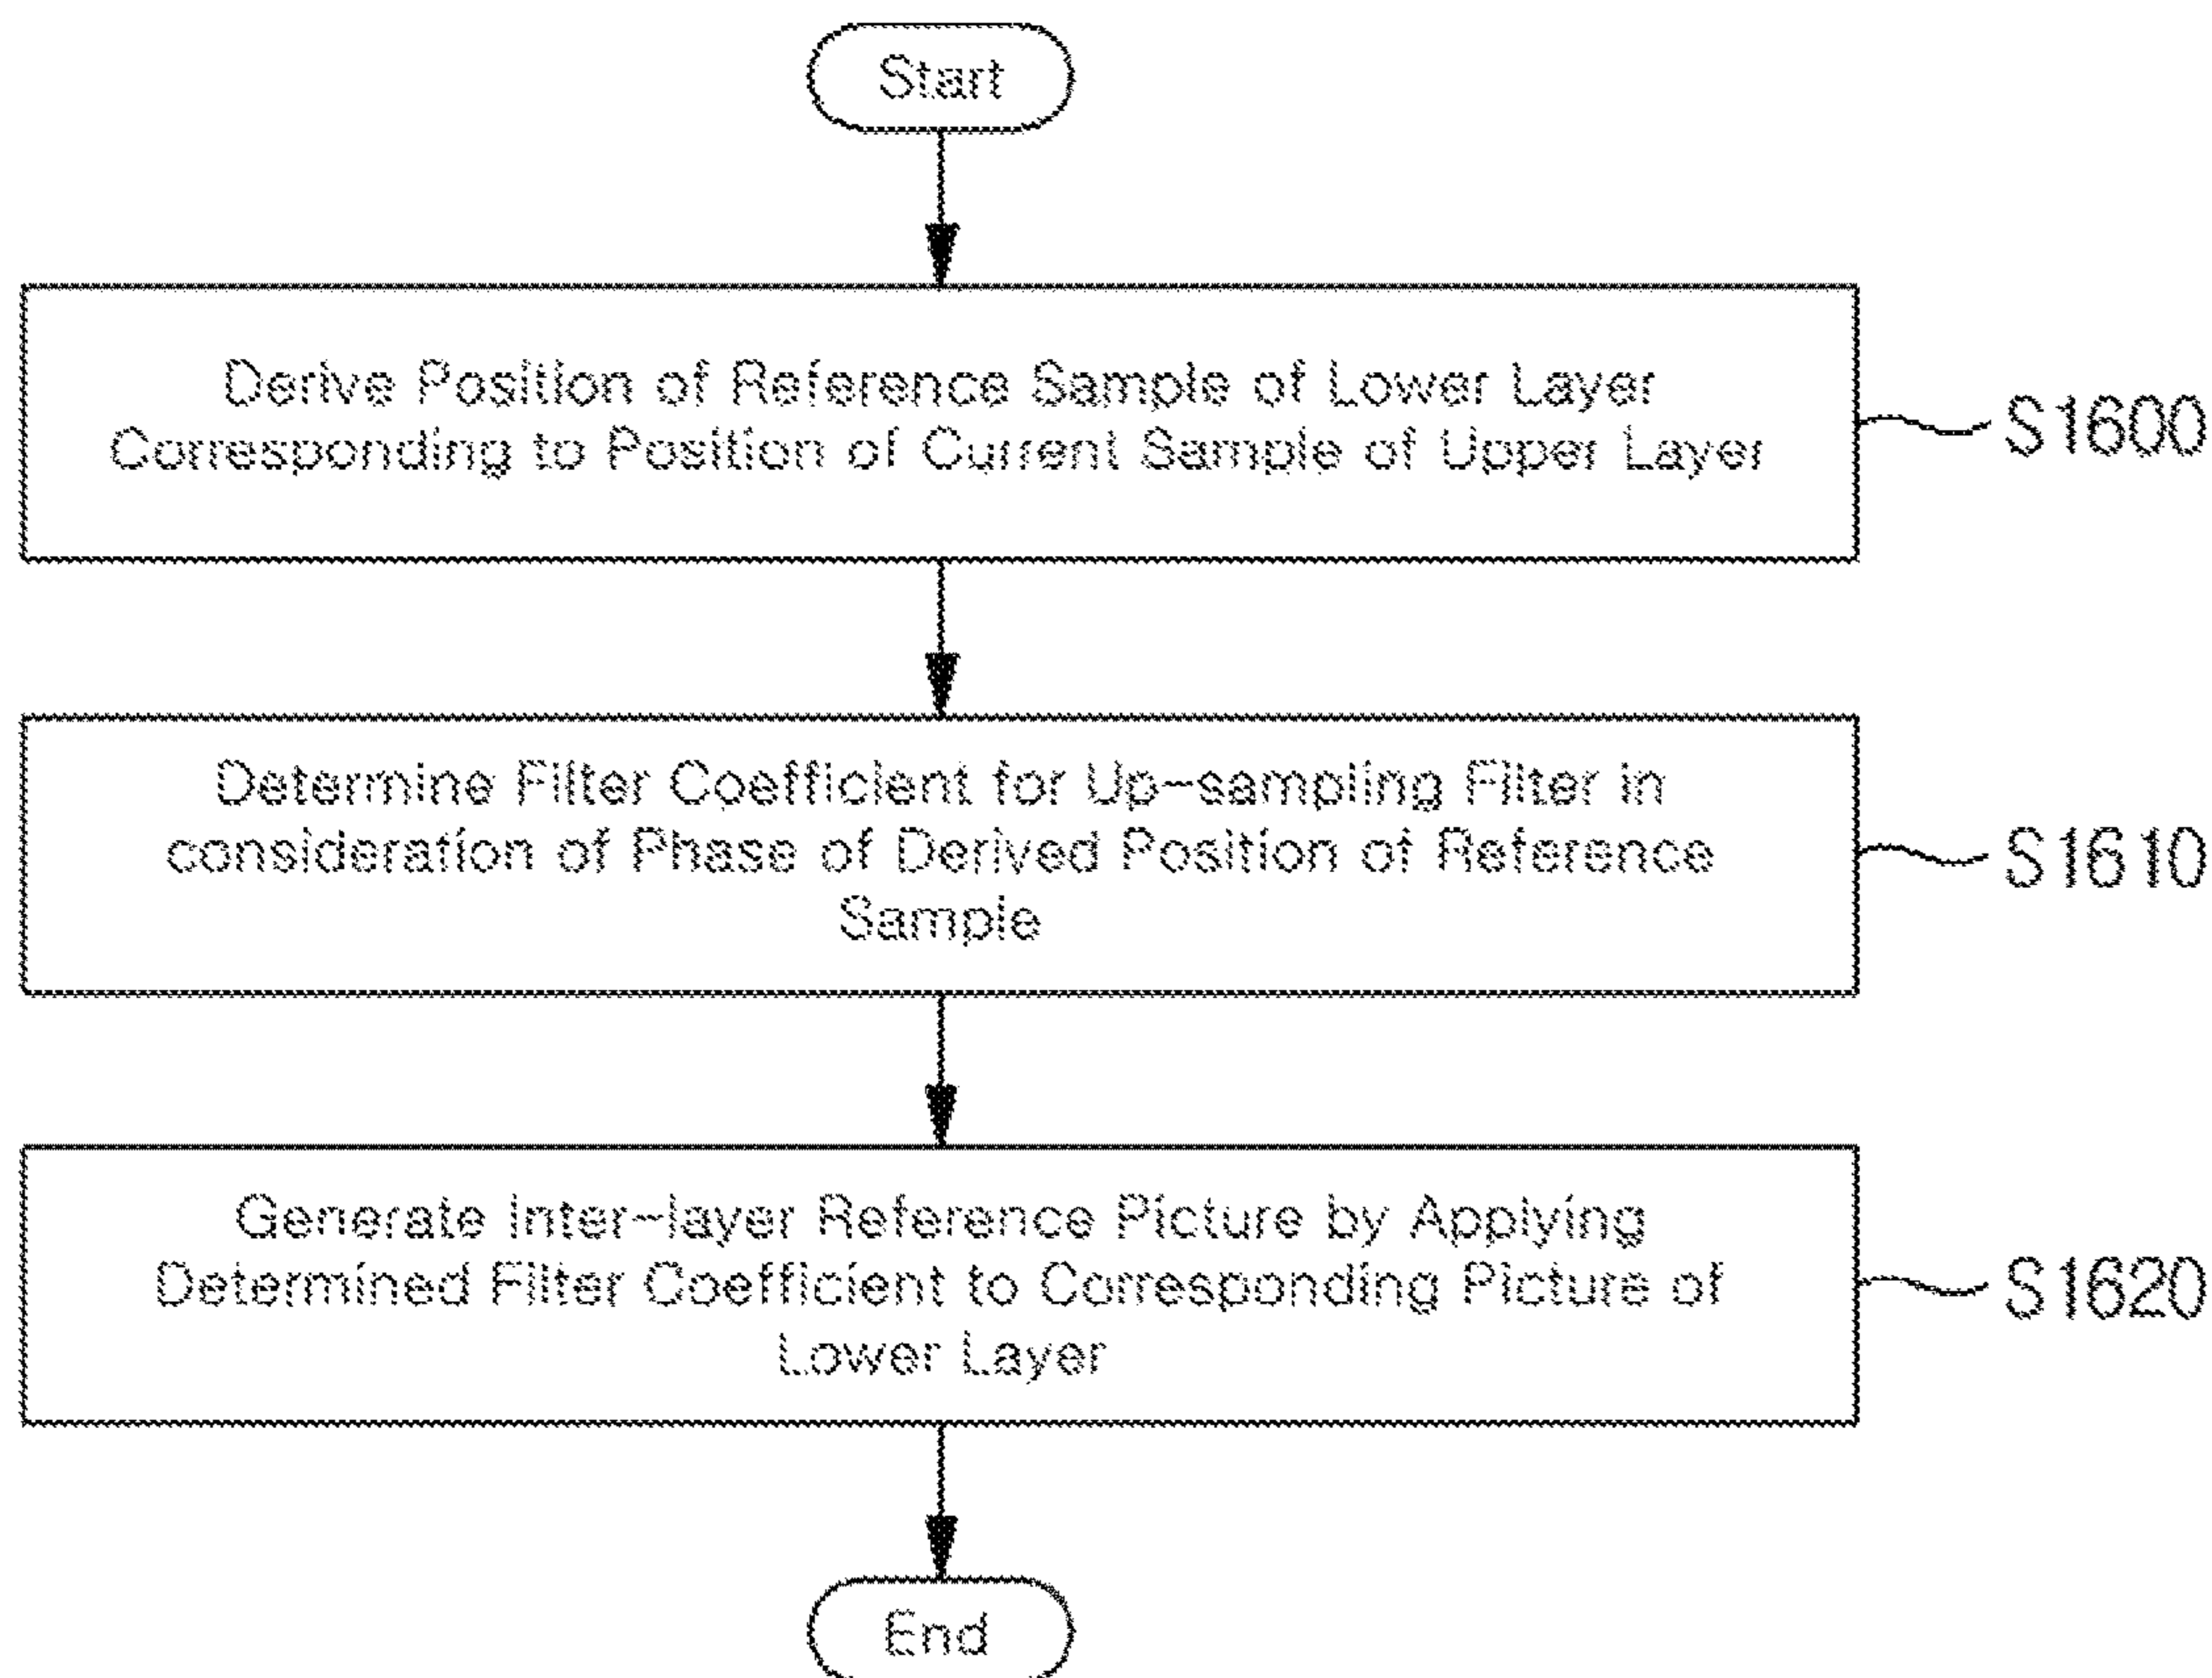 Start
Derive Position of Reference Sample of Lower Layer
Corresponding to Position of Current Sample of Upper Layer
S1600
Determine Filter Coefficient for Up-sampling Filter in
consideration of Phase of Derived Position of Reference
Sample
S1610
Generate Inter-layer Reference Picture by Applying
Determined Filter Coefficient to Corresponding Picture of
Lower Layer
S1620
End